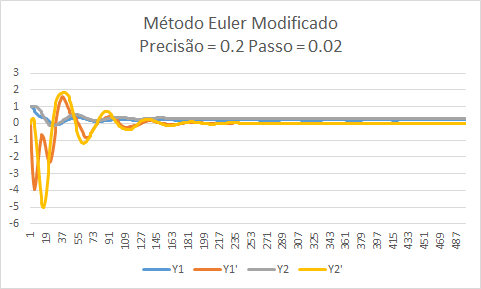 Método Euler Modificado
Precisão = 0.2 Passo = 0.02
3
2
1
0
-1
-2
-3
-4
-5
-6
1 19 37 55 73 91 109 127 145 163 181 199 217 235 253 271 289 307 325 343 361 379 397 415 433 451 469 487
Y1 Y1' Y2 Y2'